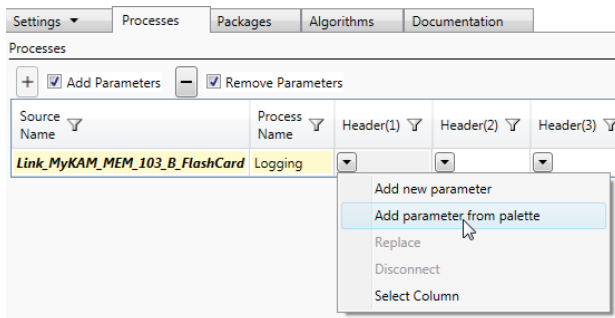 Settings Processes Packages Algorithms Documentation
Processes
+ Add Parameters − Remove Parameters
Source Name Process Name Header(1) Header(2) Header(3)
Link_MyKAM_MEM_103_B_FlashCard Logging
Add new parameter
Add parameter from palette
Replace
Disconnect
Select Column